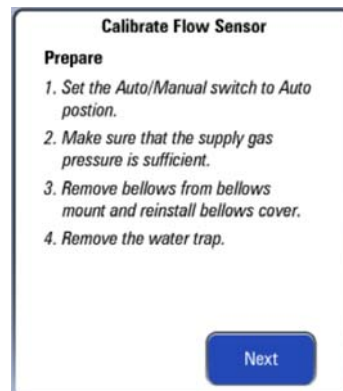 Calibrate Flow Sensor
Prepare
1. Set the Auto/Manual switch to Auto
postion.
2. Make sure that the supply gas
pressure is sufficient.
3. Remove bellows from bellows
mount and reinstall bellows cover.
4. Remove the water trap.
Next